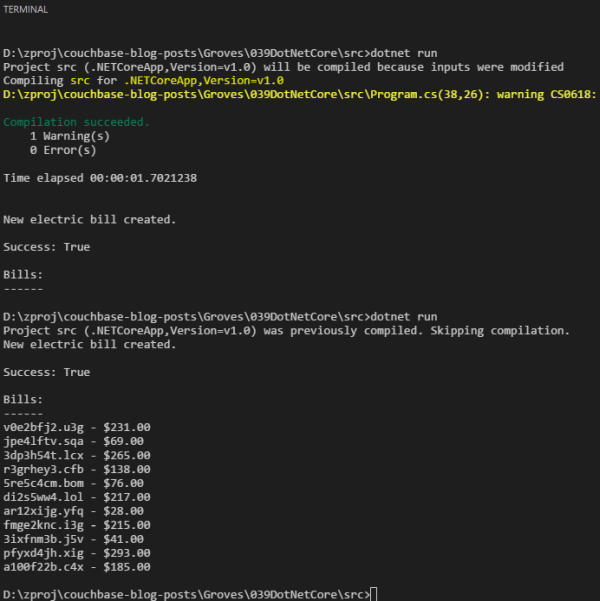 TERMINAL
D:\zproj\couchbase-blog-posts\Groves\039DotNetCore\src>dotnet run
Project src (.NETCoreApp,Version=v1.0) will be compiled because inputs were modified
Compiling src for .NETCoreApp,Version=v1.0
D:\zproj\couchbase-blog-posts\Groves\039DotNetCore\src\Program.cs(38,26): warning CS0618:
Compilation succeeded.
1 Warning(s)
0 Error(s)
Time elapsed 00:00:01.7021238
New electric bill created.
Success: True
Bills:
------
D:\zproj\couchbase-blog-posts\Groves\039DotNetCore\src>dotnet run
Project src (.NETCoreApp,Version=v1.0) was previously compiled. Skipping compilation.
New electric bill created.
Success: True
Bills:
------
v0e2bfj2.u3g - $231.00
jpe4lftv.sqa - $69.00
3dp3h54t.lcx - $265.00
r3grhey3.cfb - $138.00
5re5c4cm.bom - $76.00
di2s5ww4.lol - $217.00
ar12xijg.yfq - $28.00
fmge2knc.i3g - $215.00
3ixfnm3b.j5v - $41.00
pfyxd4jh.xig - $293.00
a100f22b.c4x - $185.00
D:\zproj\couchbase-blog-posts\Groves\039DotNetCore\src>